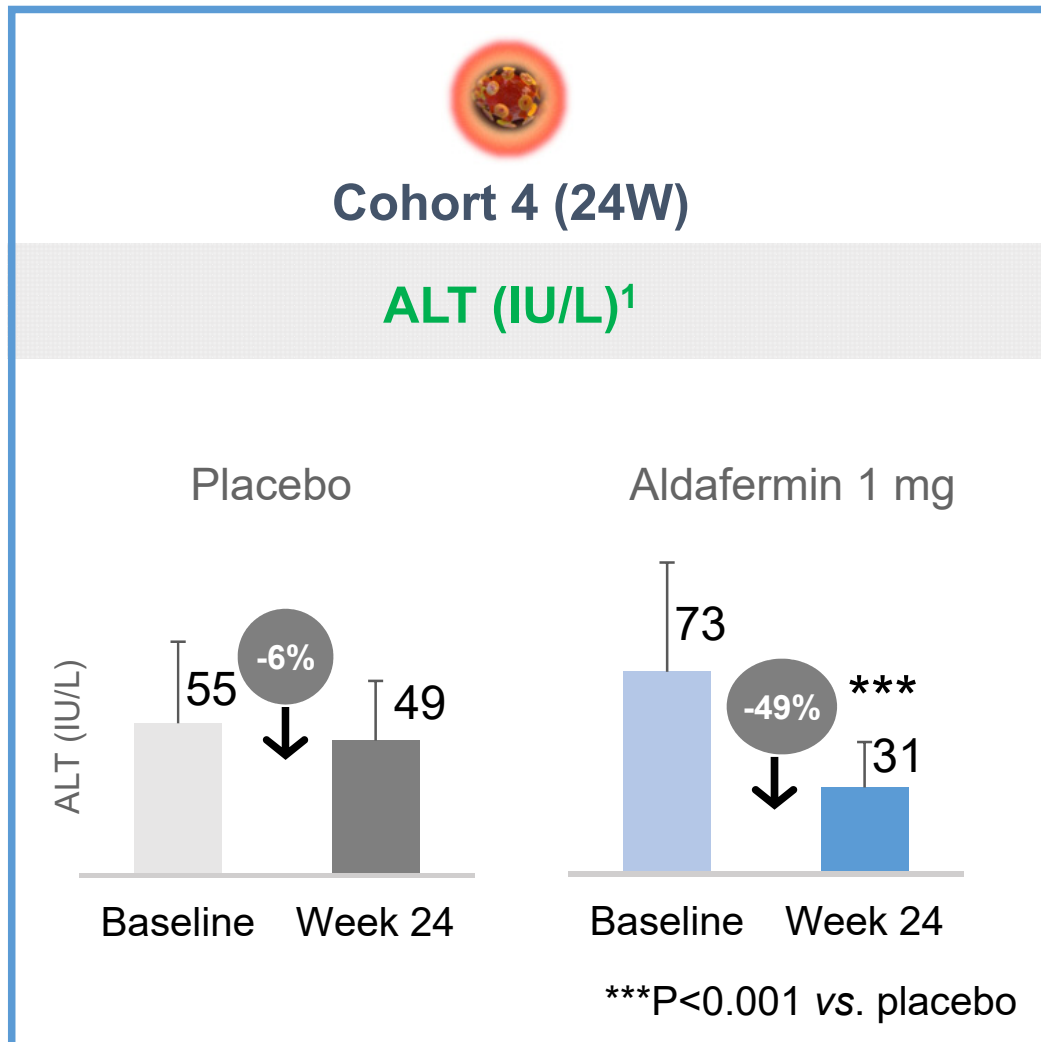 Cohort 4 (24W)
ALT (IU/L)¹
Placebo
Aldafermin 1 mg
ALT (IU/L)
55
-6%
49
73
-49%
***
31
Baseline
Week 24
Baseline
Week 24
***P<0.001 vs. placebo